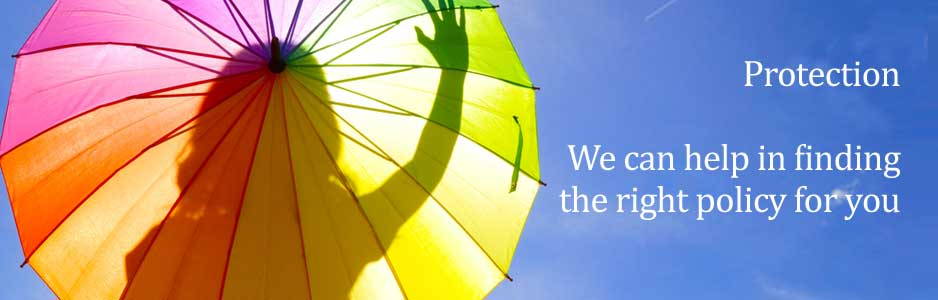 Protection
We can help in finding
the right policy for you